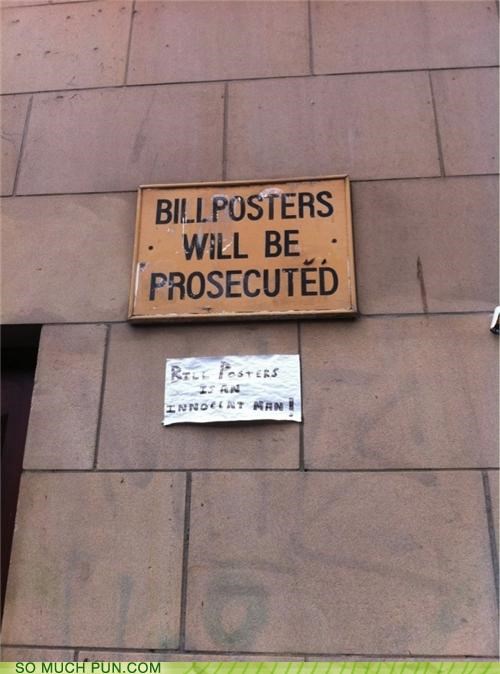 BILLPOSTERS
· WILL BE ·
PROSECUTED
BILL POSTERS
IS AN
INNOCENT MAN!
SO MUCH PUN.COM